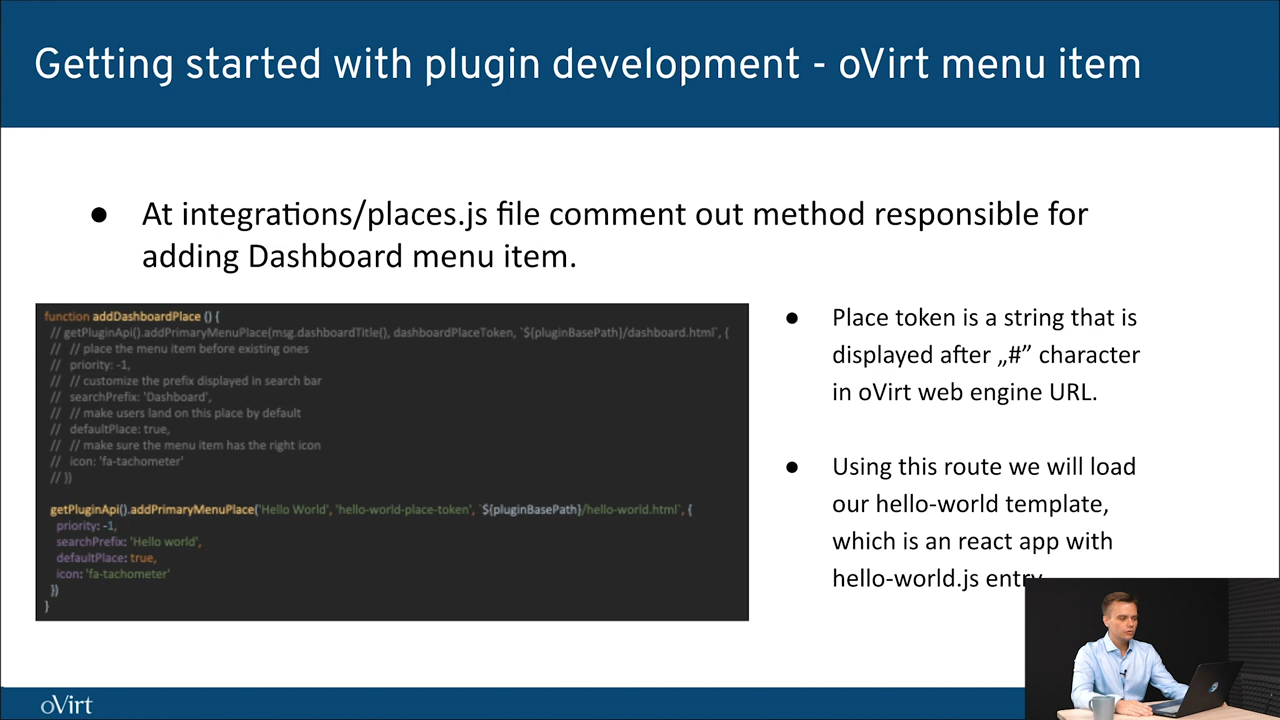 Getting started with plugin development - oVirt menu item
● At integrations/places.js file comment out method responsible for
adding Dashboard menu item.
function addDashboardPlace () {
// getPluginApi().addPrimaryMenuPlace(msg.dashboardTitle(), dashboardPlaceToken, `${pluginBasePath}/dashboard.html`, {
// // place the menu item before existing ones
// priority: -1,
// // customize the prefix displayed in search bar
// searchPrefix: 'Dashboard',
// // make users land on this place by default
// defaultPlace: true,
// // make sure the menu item has the right icon
// icon: 'fa-tachometer'
// })
getPluginApi().addPrimaryMenuPlace('Hello World', 'hello-world-place-token', `${pluginBasePath}/hello-world.html`, {
priority: -1,
searchPrefix: 'Hello world',
defaultPlace: true,
icon: 'fa-tachometer'
})
}
● Place token is a string that is
displayed after „#” character
in oVirt web engine URL.
● Using this route we will load
our hello-world template,
which is an react app with
hello-world.js entry
oVirt